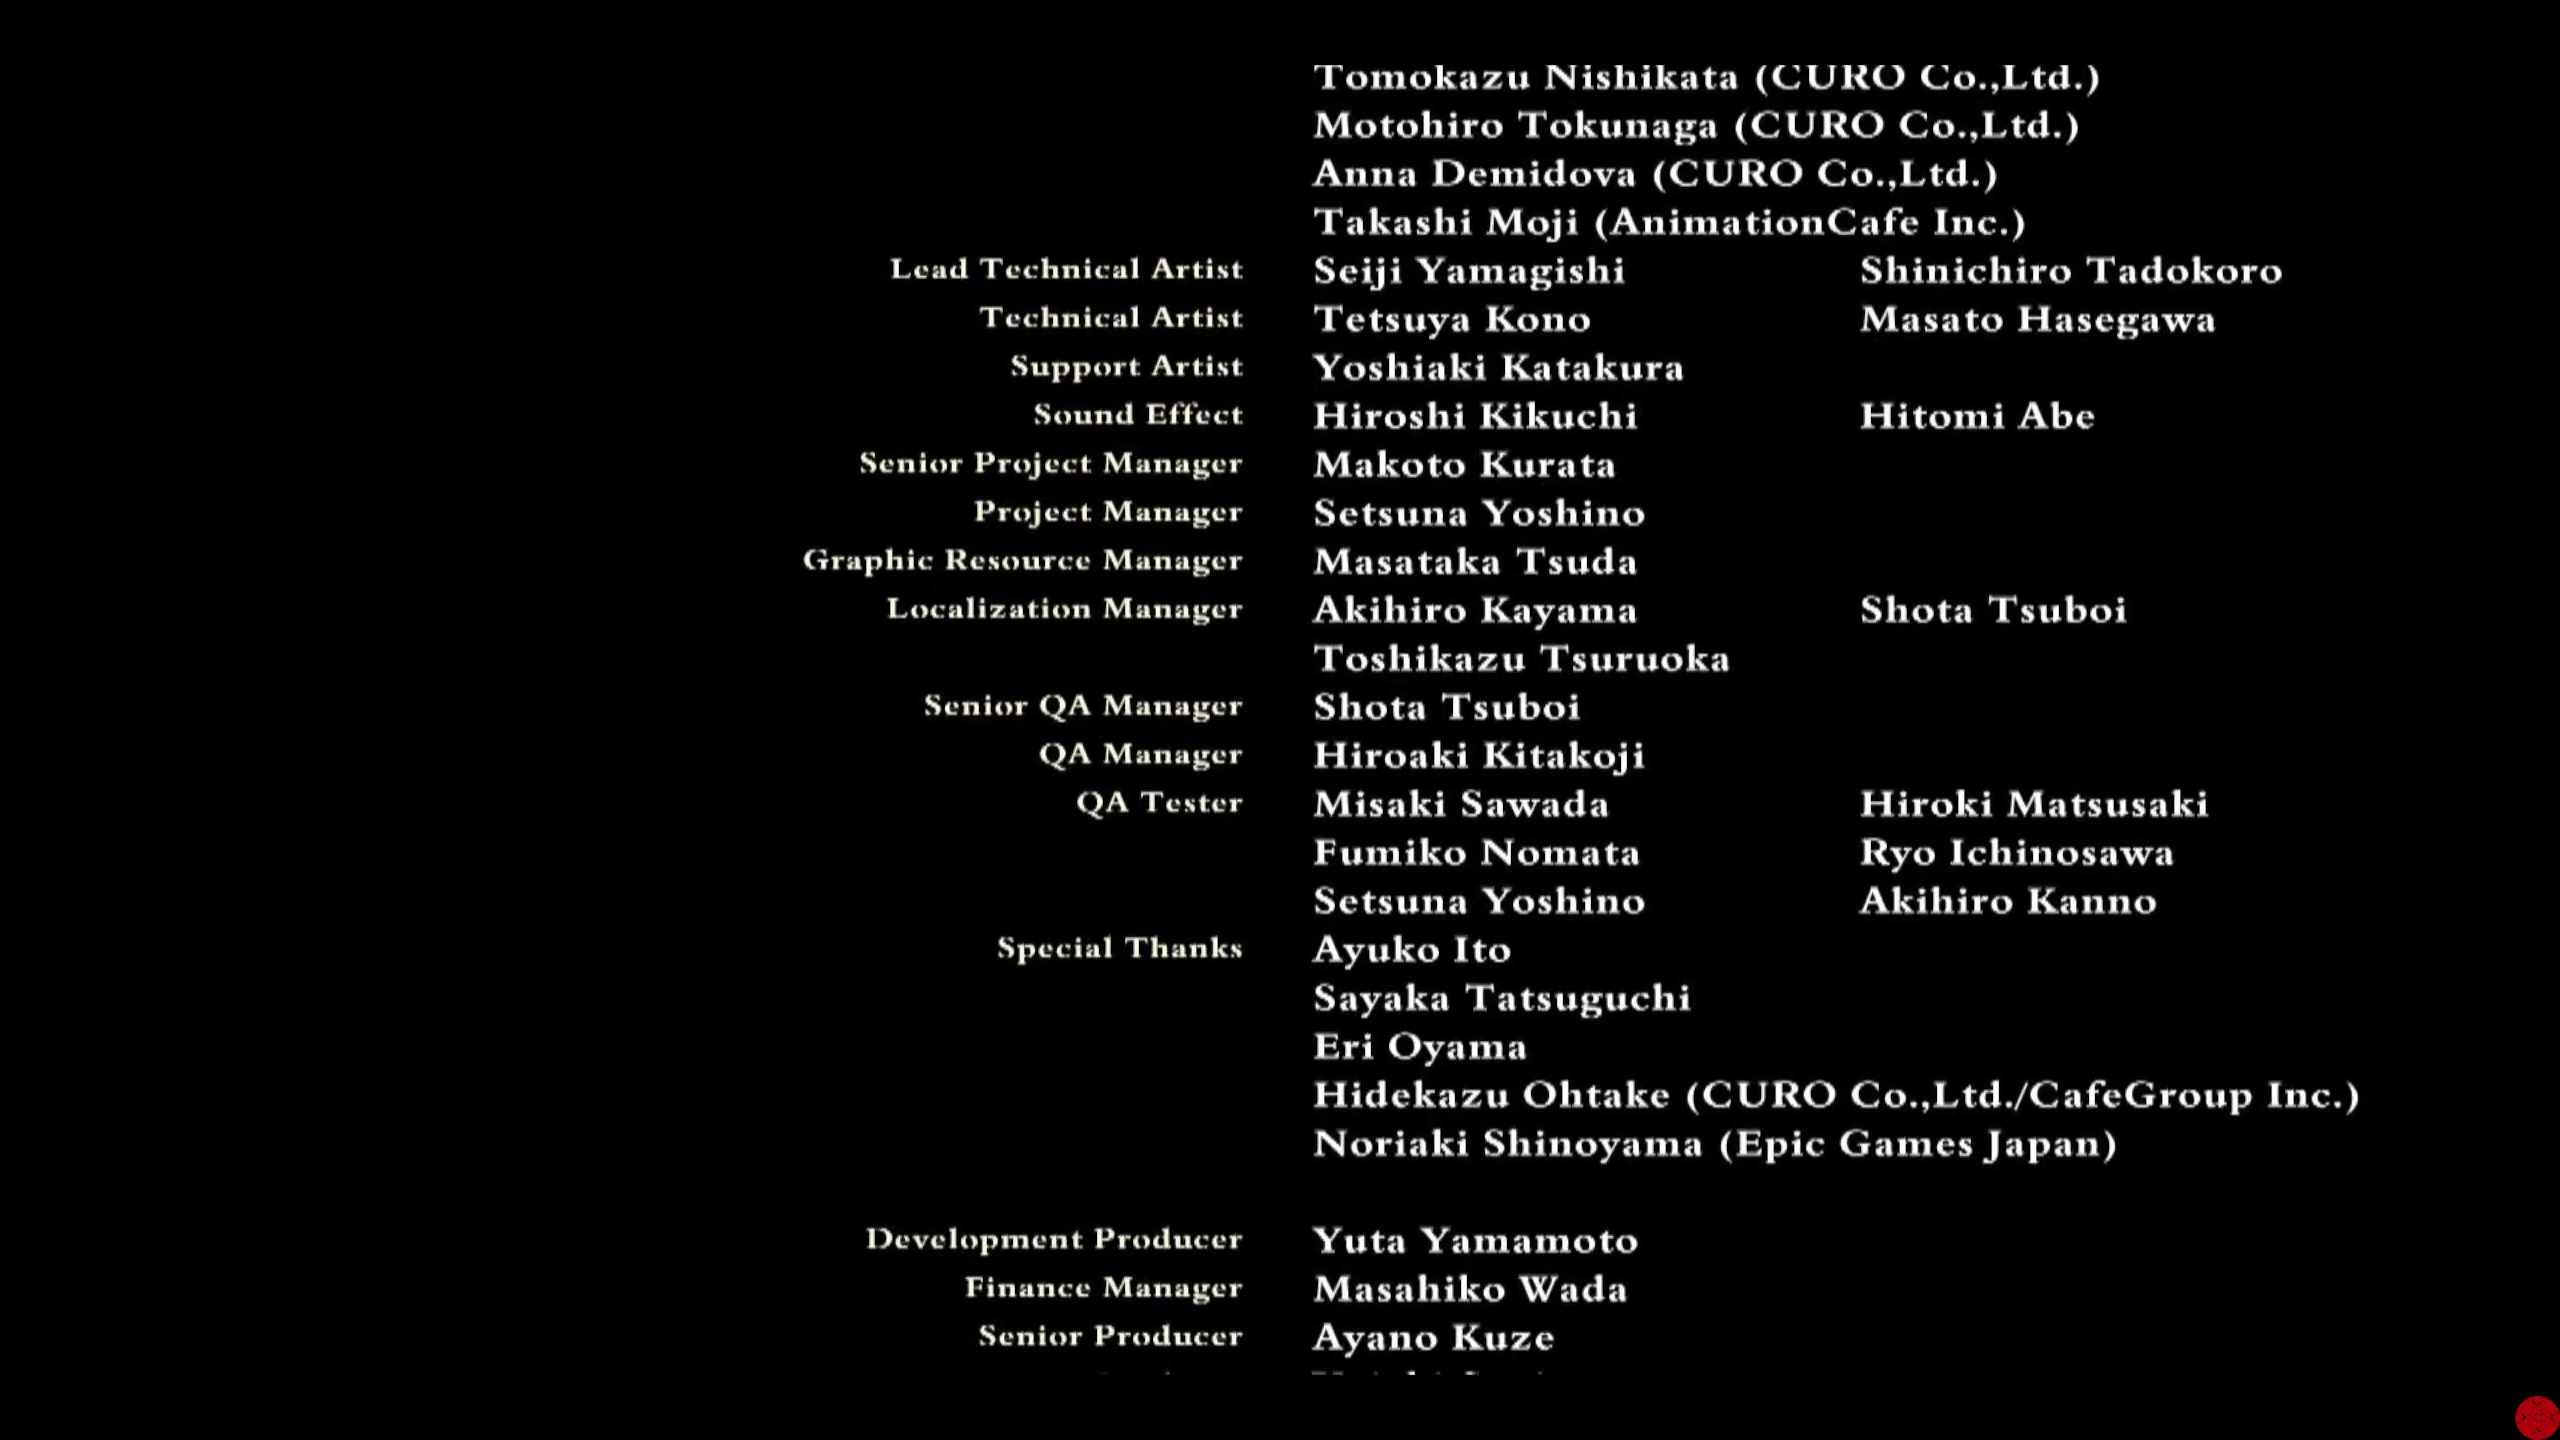 Tomokazu Nishikata (CURO Co.,Ltd.)
Motohiro Tokunaga (CURO Co.,Ltd.)
Anna Demidova (CURO Co.,Ltd.)
Takashi Moji (AnimationCafe Inc.)
Lead Technical Artist Seiji Yamagishi Shinichiro Tadokoro
Technical Artist Tetsuya Kono Masato Hasegawa
Support Artist Yoshiaki Katakura
Sound Effect Hiroshi Kikuchi Hitomi Abe
Senior Project Manager Makoto Kurata
Project Manager Setsuna Yoshino
Graphic Resource Manager Masataka Tsuda
Localization Manager Akihiro Kayama Shota Tsuboi
Toshikazu Tsuruoka
Senior QA Manager Shota Tsuboi
QA Manager Hiroaki Kitakoji
QA Tester Misaki Sawada Hiroki Matsusaki
Fumiko Nomata Ryo Ichinosawa
Setsuna Yoshino Akihiro Kanno
Special Thanks Ayuko Ito
Sayaka Tatsuguchi
Eri Oyama
Hidekazu Ohtake (CURO Co.,Ltd./CafeGroup Inc.)
Noriaki Shinoyama (Epic Games Japan)
Development Producer Yuta Yamamoto
Finance Manager Masahiko Wada
Senior Producer Ayano Kuze